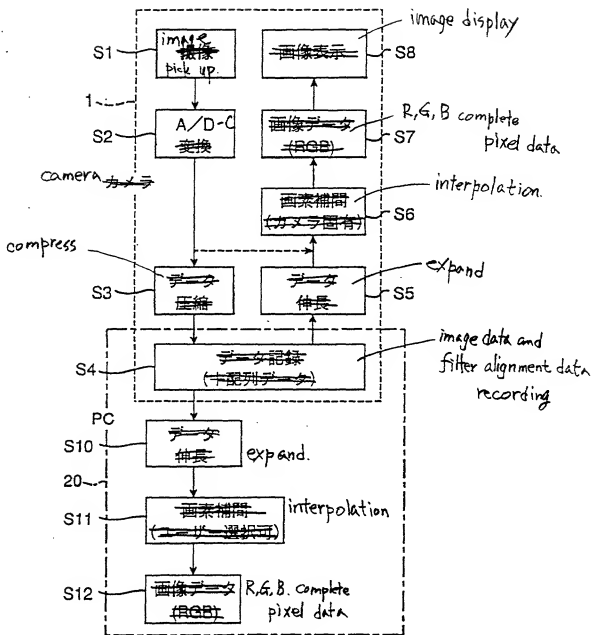 image display
S1
image
撮像
pick up.
画像表示
S8
1
S2
A/D-C
変換
画像データ
(RGB)
S7
R, G, B complete
pixel data
camera カメラ
画素補間
(カメラ固有)
S6
interpolation.
compress
S3
データ
圧縮
データ
伸長
S5
expand
S4
データ記録
(+配列データ)
image data and
filter alignment data
recording
PC
S10
データ
伸長
expand.
20
S11
画素補間
(ユーザー選択可)
interpolation
S12
画像データ
(RGB)
R, G, B. complete
pixel data